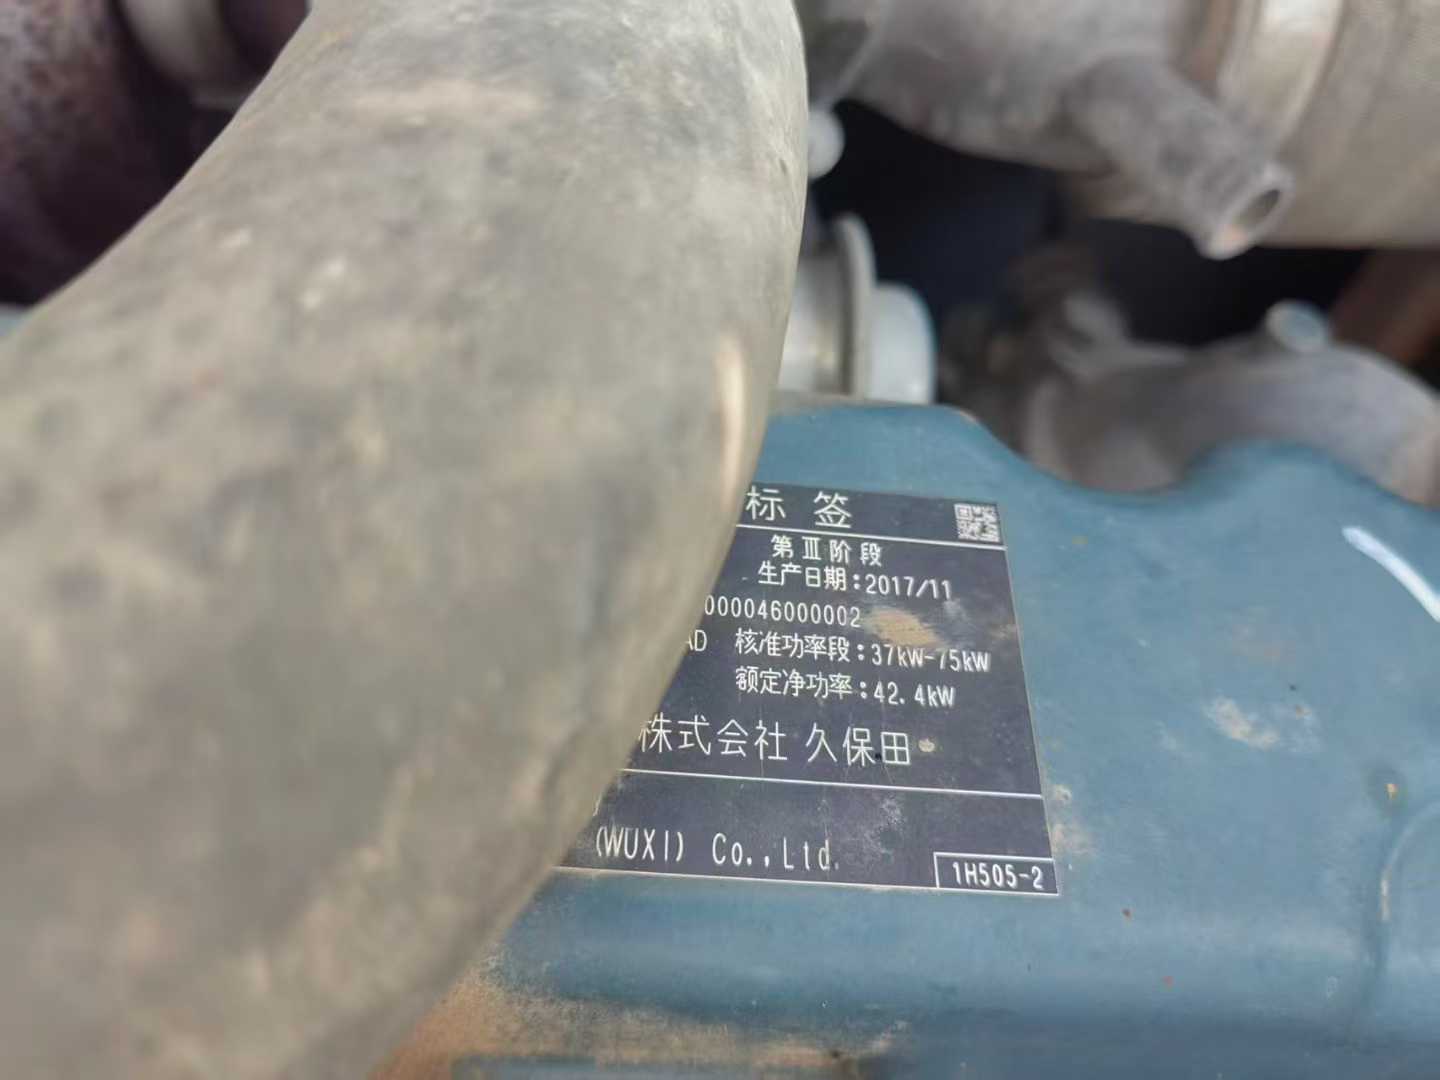 标签
第Ⅲ阶段
生产日期:2017/11
000046000002
AD 核准功率段:37kW-75kW
额定净功率:42.4kW
株式会社 久保田
(WUXI) Co.,Ltd.
1H505-2